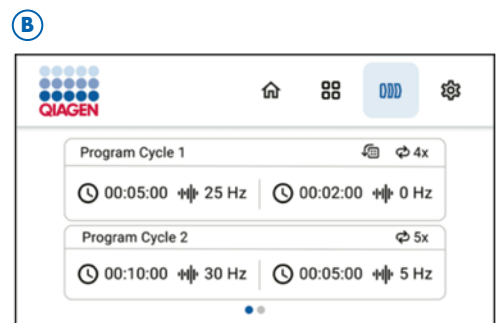 B
QIAGEN
000
Program Cycle 1 4x
00:05:00 25 Hz 00:02:00 0 Hz
Program Cycle 2 5x
00:10:00 30 Hz 00:05:00 5 Hz